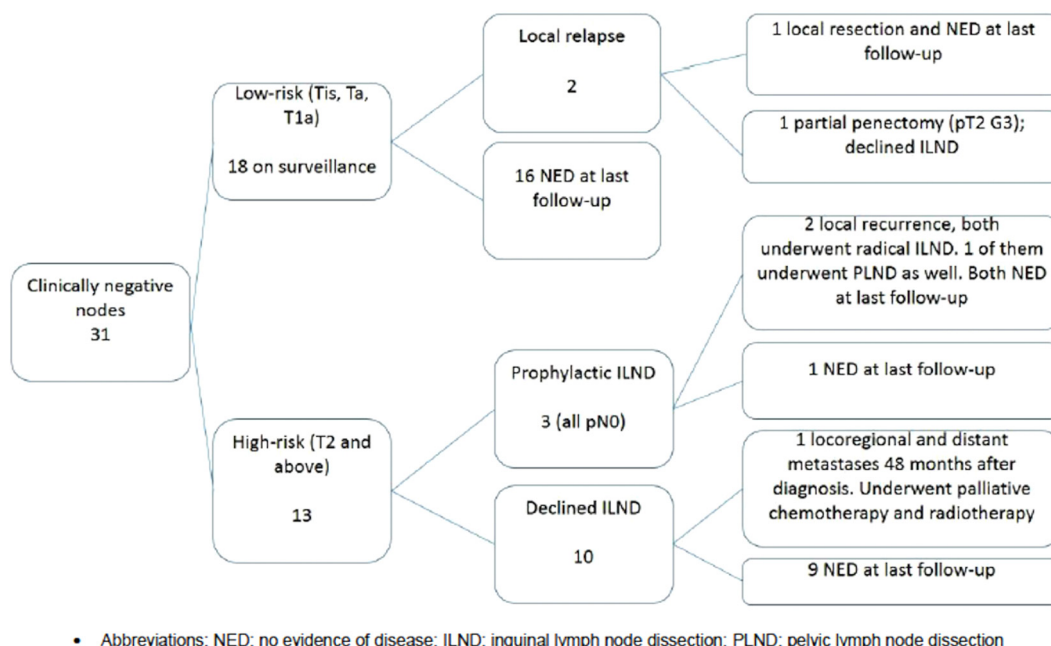 Clinically negative
nodes
31
Low-risk (Tis, Ta,
T1a)
18 on surveillance
High-risk (T2 and
above)
13
Local relapse
2
16 NED at last
follow-up
Prophylactic ILND
3 (all pN0)
Declined ILND
10
1 local resection and NED at last
follow-up
1 partial penectomy (pT2 G3);
declined ILND
2 local recurrence, both
underwent radical ILND. 1 of them
underwent PLND as well. Both NED
at last follow-up
1 NED at last follow-up
1 locoregional and distant
metastases 48 months after
diagnosis. Underwent palliative
chemotherapy and radiotherapy
9 NED at last follow-up
• Abbreviations: NED: no evidence of disease; ILND: inguinal lymph node dissection; PLND: pelvic lymph node dissection